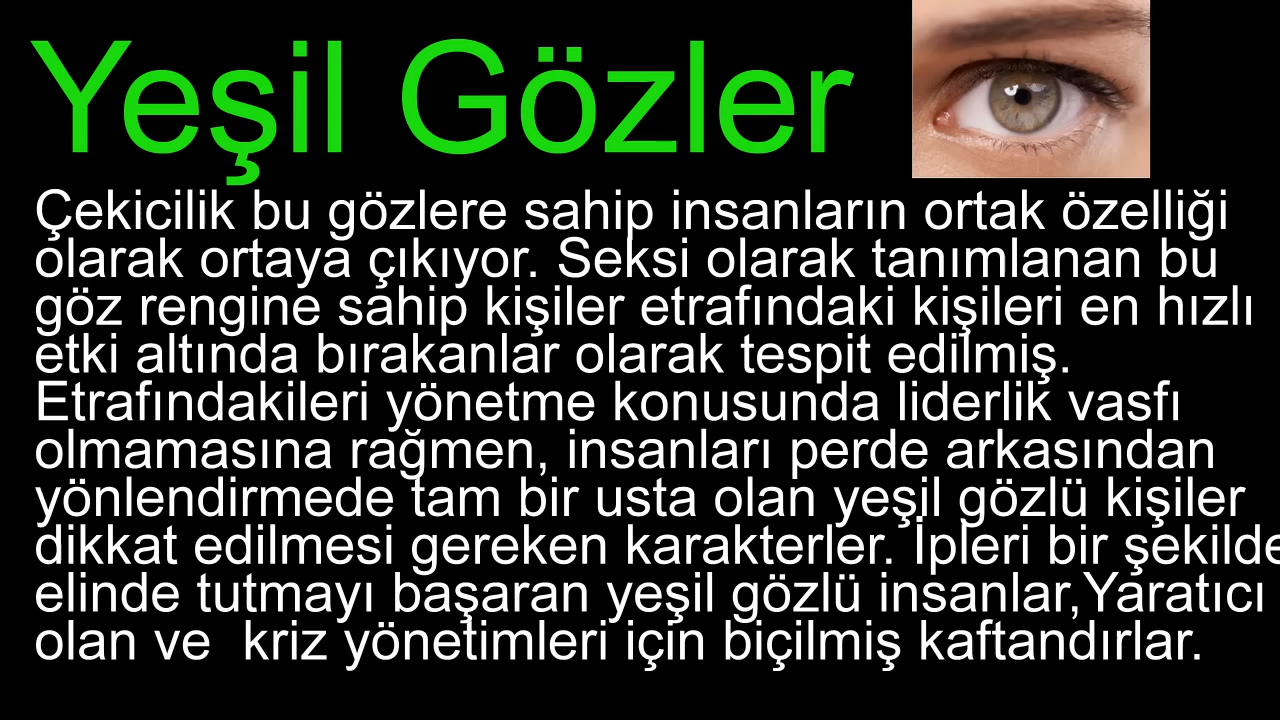 Yeşil Gözler
Çekicilik bu gözlere sahip insanların ortak özelliği
olarak ortaya çıkıyor. Seksi olarak tanımlanan bu
göz rengine sahip kişiler etrafındaki kişileri en hızlı
etki altında bırakanlar olarak tespit edilmiş.
Etrafındakileri yönetme konusunda liderlik vasfı
olmamasına rağmen, insanları perde arkasından
yönlendirmede tam bir usta olan yeşil gözlü kişiler
dikkat edilmesi gereken karakterler. İpleri bir şekilde
elinde tutmayı başaran yeşil gözlü insanlar,Yaratıcı
olan ve  kriz yönetimleri için biçilmiş kaftandırlar.